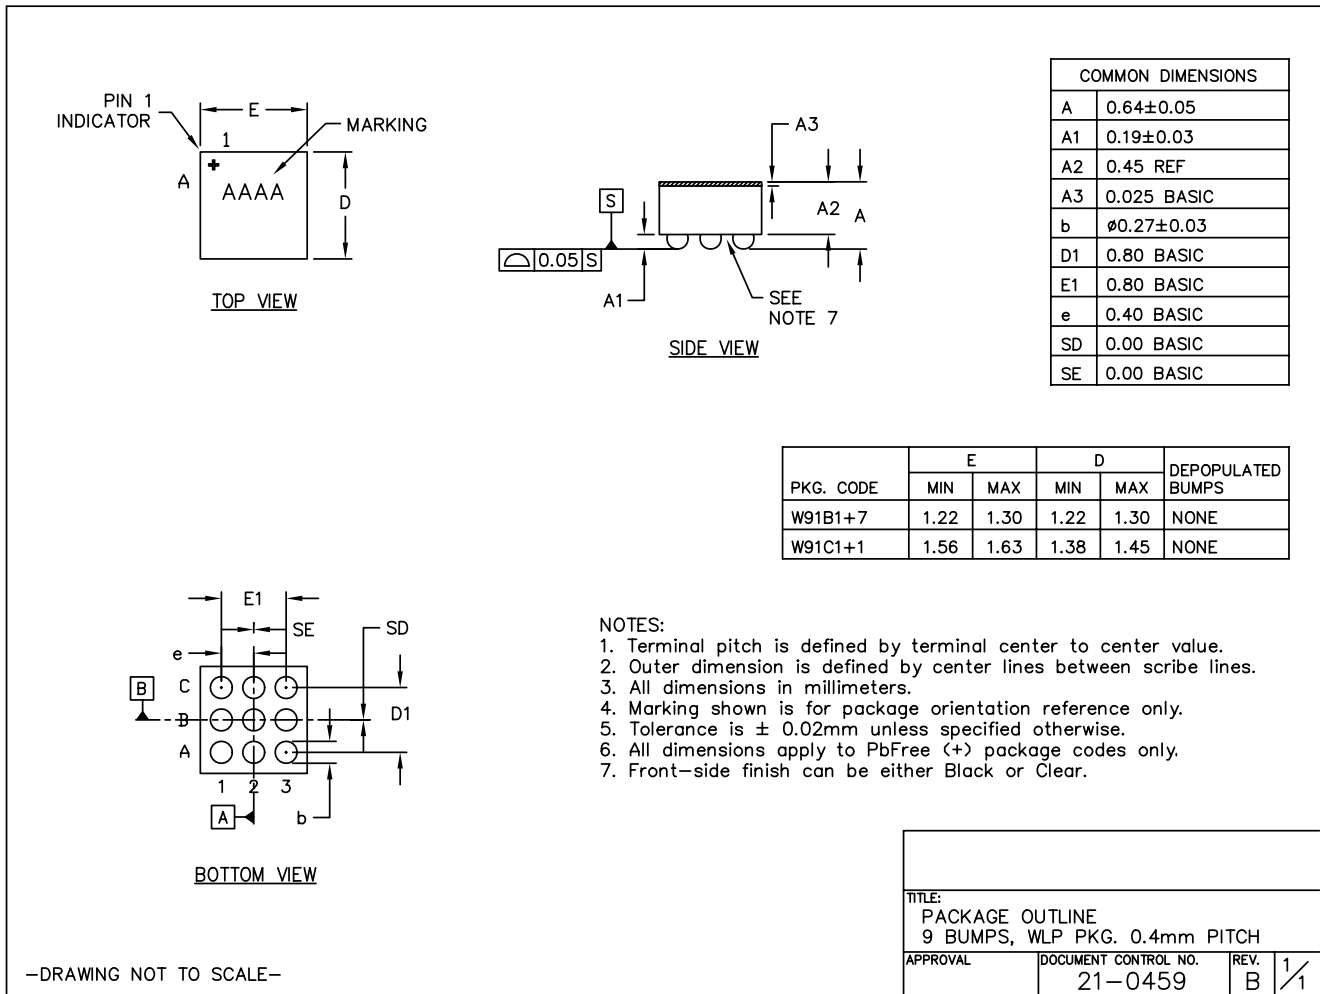 PIN 1
INDICATOR
E
MARKING
1
A
AAAA
D
TOP VIEW
A3
S
A2
A
0.05 S
A1
SEE
NOTE 7
SIDE VIEW
COMMON DIMENSIONS
A 0.64±0.05
A1 0.19±0.03
A2 0.45 REF
A3 0.025 BASIC
b ø0.27±0.03
D1 0.80 BASIC
E1 0.80 BASIC
e 0.40 BASIC
SD 0.00 BASIC
SE 0.00 BASIC
E D
DEPOPULATED
BUMPS
PKG. CODE MIN MAX MIN MAX
W91B1+7 1.22 1.30 1.22 1.30 NONE
W91C1+1 1.56 1.63 1.38 1.45 NONE
E1
SE
SD
e
B
C
B
A
D1
1 2 3
A
b
BOTTOM VIEW
NOTES:
1. Terminal pitch is defined by terminal center to center value.
2. Outer dimension is defined by center lines between scribe lines.
3. All dimensions in millimeters.
4. Marking shown is for package orientation reference only.
5. Tolerance is ± 0.02mm unless specified otherwise.
6. All dimensions apply to PbFree (+) package codes only.
7. Front-side finish can be either Black or Clear.
-DRAWING NOT TO SCALE-
TITLE:
PACKAGE OUTLINE
9 BUMPS, WLP PKG. 0.4mm PITCH
APPROVAL
DOCUMENT CONTROL NO.
21-0459
REV.
B
1/1